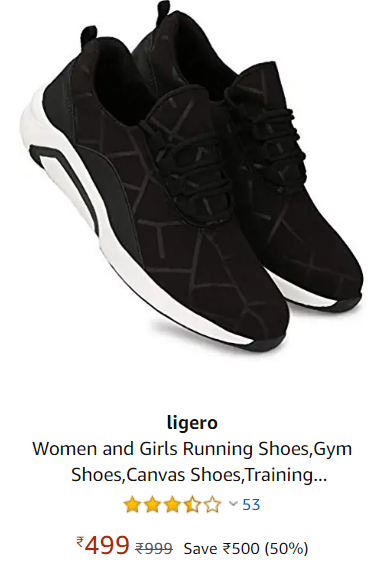 ligero
Women and Girls Running Shoes,Gym
Shoes,Canvas Shoes,Training...
53
₹499 ₹999 Save ₹500 (50%)